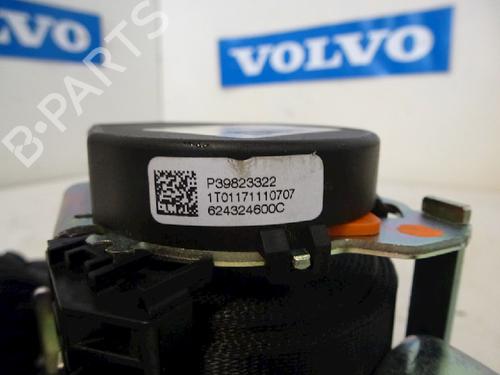 VOLVO
VOLVO
B-PARTS
P39823322
1T01171110707
624324600C